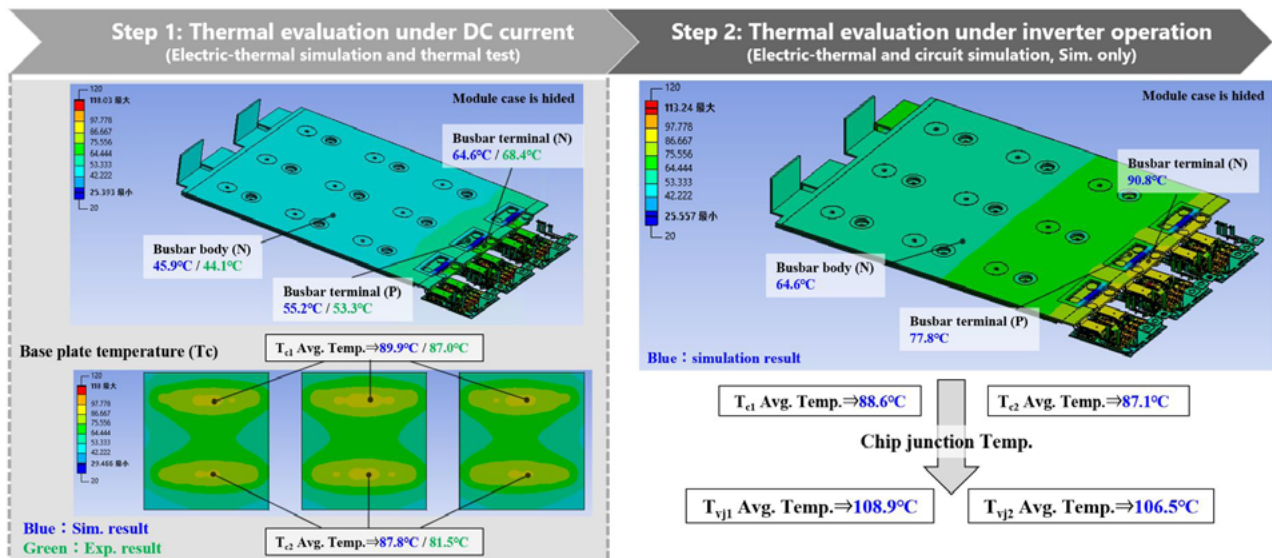 Step 1: Thermal evaluation under DC current
(Electric-thermal simulation and thermal test)
Step 2: Thermal evaluation under inverter operation
(Electric-thermal and circuit simulation, Sim. only)
120
118.03 最大
97.778
86.667
75.556
64.444
53.333
42.222
25.393 最小
20
Module case is hided
Busbar terminal (N)
64.6℃ / 68.4℃
Busbar body (N)
45.9℃ / 44.1℃
Busbar terminal (P)
55.2℃ / 53.3℃
Base plate temperature (Tc)
Tc1 Avg. Temp.⇒89.9℃ / 87.0℃
120
118 最大
97.778
86.667
75.556
64.444
53.333
42.222
29.466 最小
20
Blue：Sim. result
Green：Exp. result
Tc2 Avg. Temp.⇒87.8℃ / 81.5℃
120
113.24 最大
97.778
86.667
75.556
64.444
53.333
42.222
25.557 最小
20
Module case is hided
Busbar terminal (N)
90.8℃
Busbar body (N)
64.6℃
Busbar terminal (P)
77.8℃
Blue：simulation result
Tc1 Avg. Temp.⇒88.6℃
Tc2 Avg. Temp.⇒87.1℃
Chip junction Temp.
Tvj1 Avg. Temp.⇒108.9℃
Tvj2 Avg. Temp.⇒106.5℃